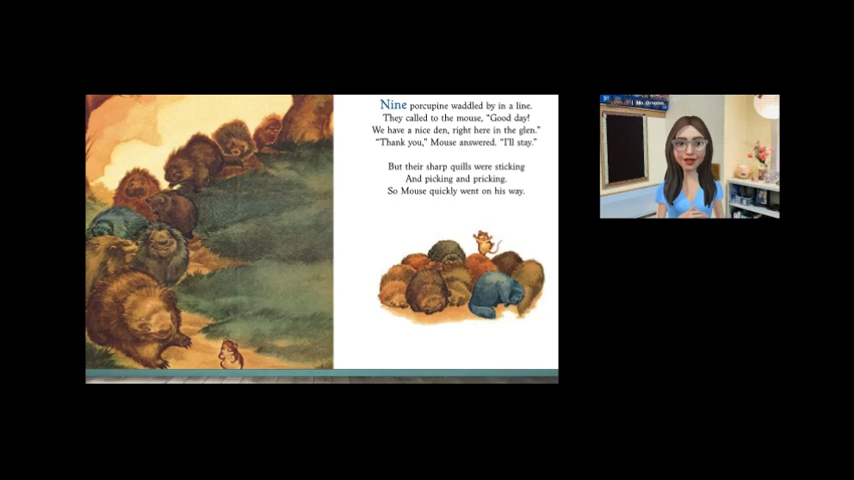 Nine porcupine waddled by in a line.
They called to the mouse, “Good day!
We have a nice den, right here in the glen.”
“Thank you,” Mouse answered. “I'll stay.”
But their sharp quills were sticking
And picking and pricking.
So Mouse quickly went on his way.